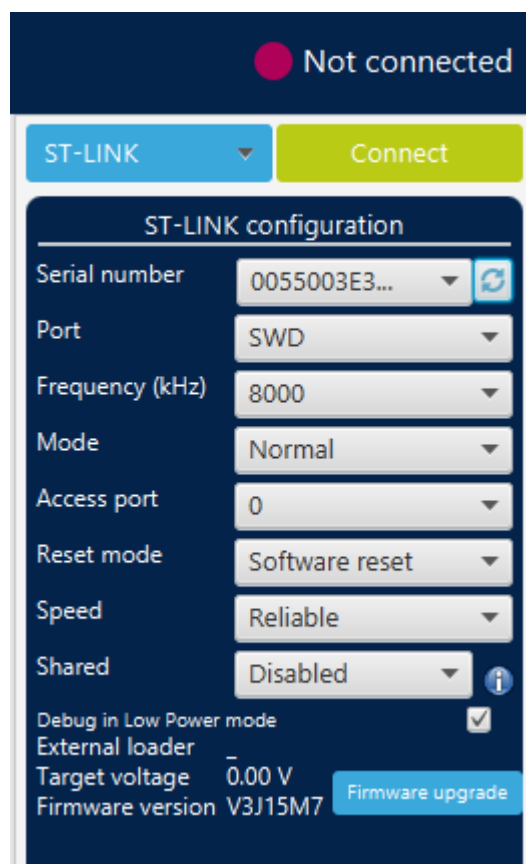 Not connected
ST-LINK Connect
ST-LINK configuration
Serial number 0055003E3...
Port SWD
Frequency (kHz) 8000
Mode Normal
Access port 0
Reset mode Software reset
Speed Reliable
Shared Disabled
Debug in Low Power mode
External loader _
Target voltage 0.00 V
Firmware version V3J15M7 Firmware upgrade